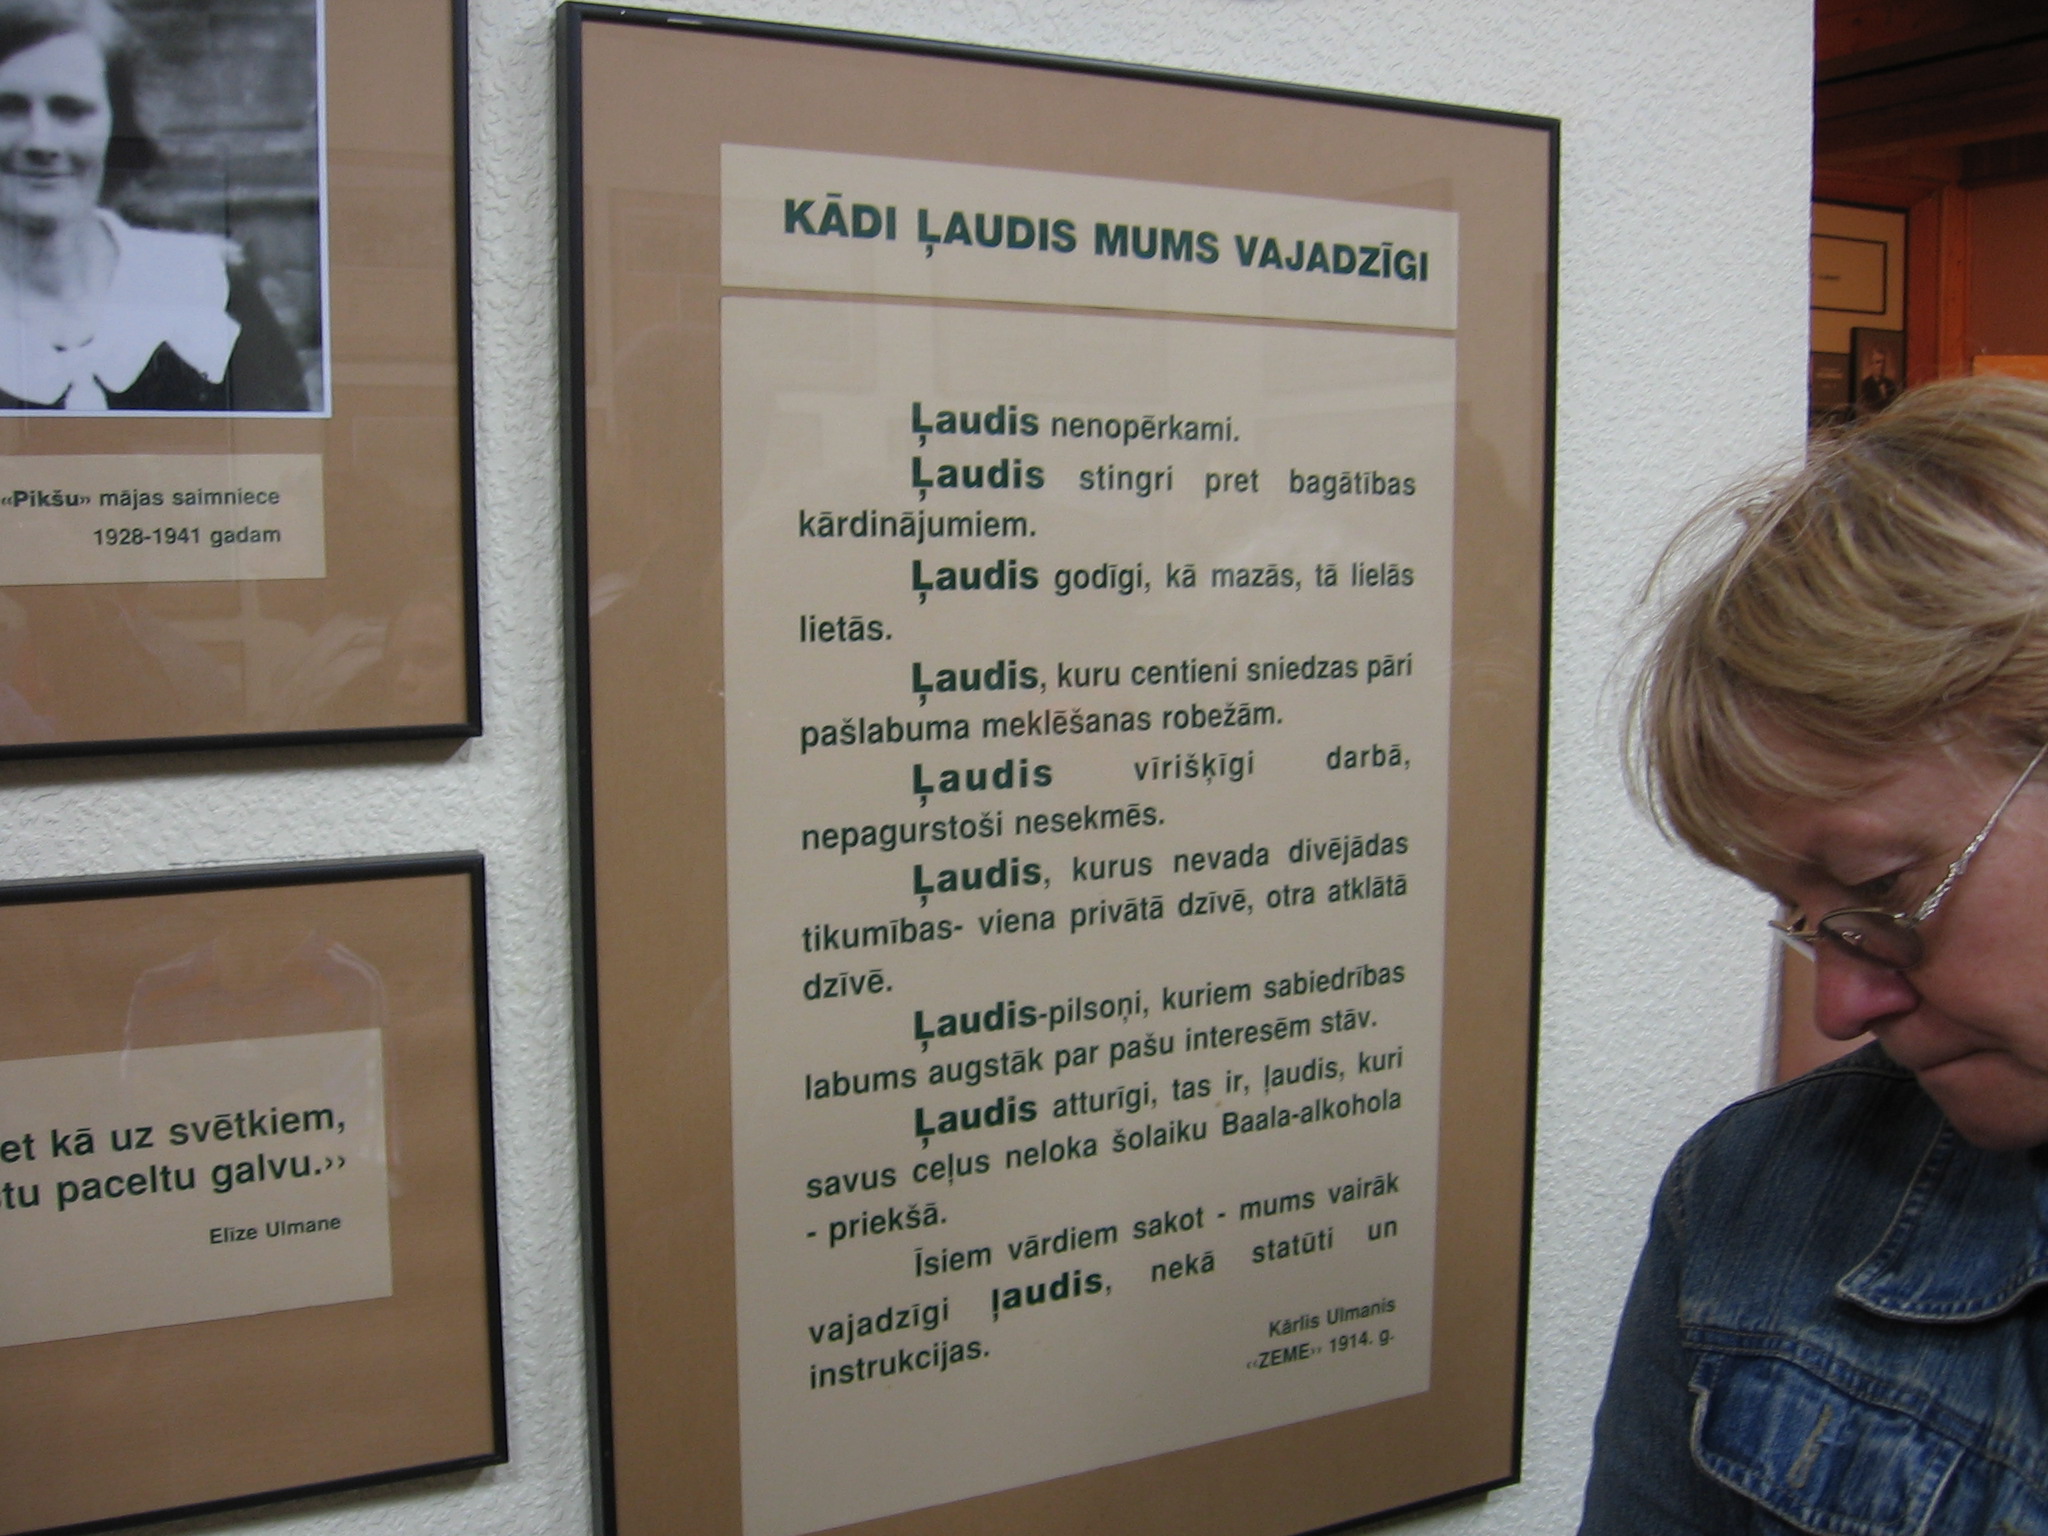 «Pikšu» mājas saimniece
1928-1941 gadam
et kā uz svētkiem,
tu paceltu galvu.››
Elīze Ulmane
KĀDI ĻAUDIS MUMS VAJADZĪGI
Ļaudis nenopērkami.
Ļaudis stingri pret bagātības
kārdinājumiem.
Ļaudis godīgi, kā mazās, tā lielās
lietās.
Ļaudis, kuru centieni sniedzas pāri
pašlabuma meklēšanas robežām.
Ļaudis vīrišķīgi darbā,
nepagurstoši nesekmēs.
Ļaudis, kurus nevada divējādas
tikumības- viena privātā dzīvē, otra atklātā
dzīvē.
Ļaudis-pilsoņi, kuriem sabiedrības
labums augstāk par pašu interesēm stāv.
Ļaudis atturīgi, tas ir, ļaudis, kuri
savus ceļus neloka šolaiku Baala-alkohola
- priekšā.
Īsiem vārdiem sakot - mums vairāk
vajadzīgi ļaudis, nekā statūti un
instrukcijas.
Kārlis Ulmanis
‹‹ZEME›› 1914. g.